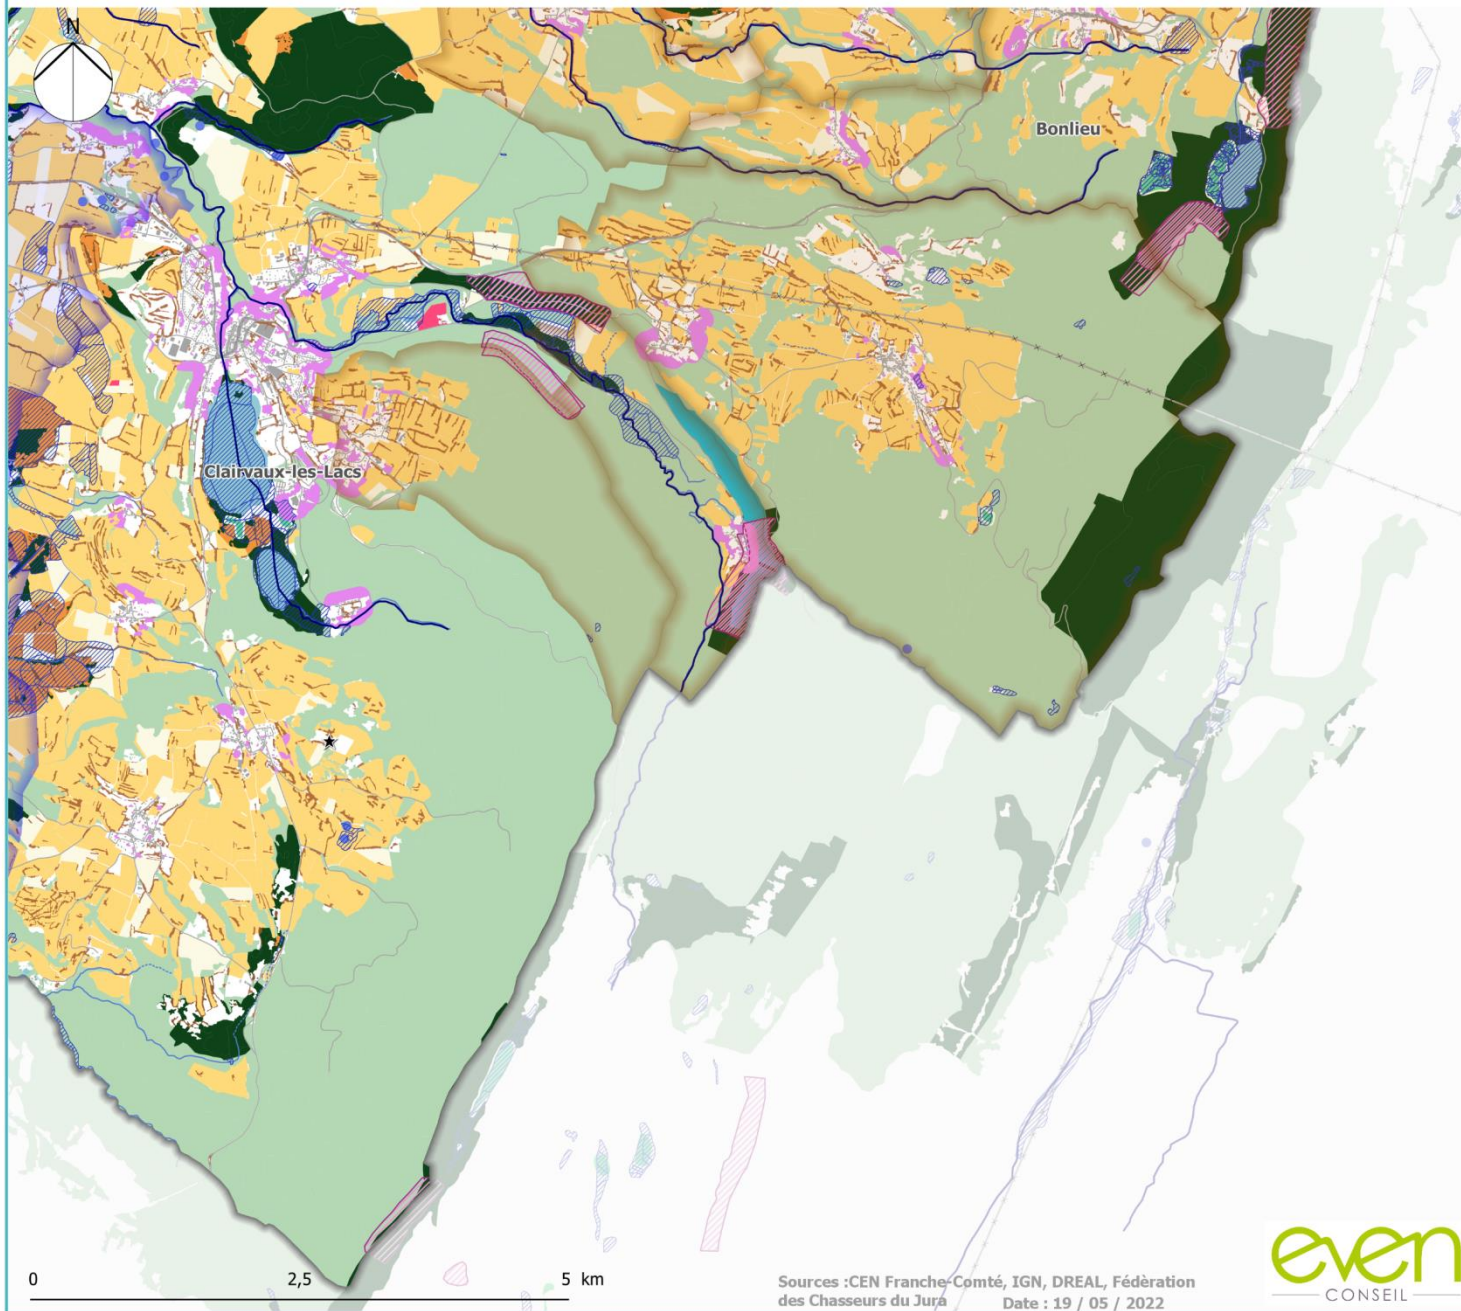 N
Bonlieu
Clairvaux-les-Lacs
0 2,5 5 km
Sources :CEN Franche-Comté, IGN, DREAL, Fédèration
des Chasseurs du Jura Date : 19 / 05 / 2022
even
CONSEIL